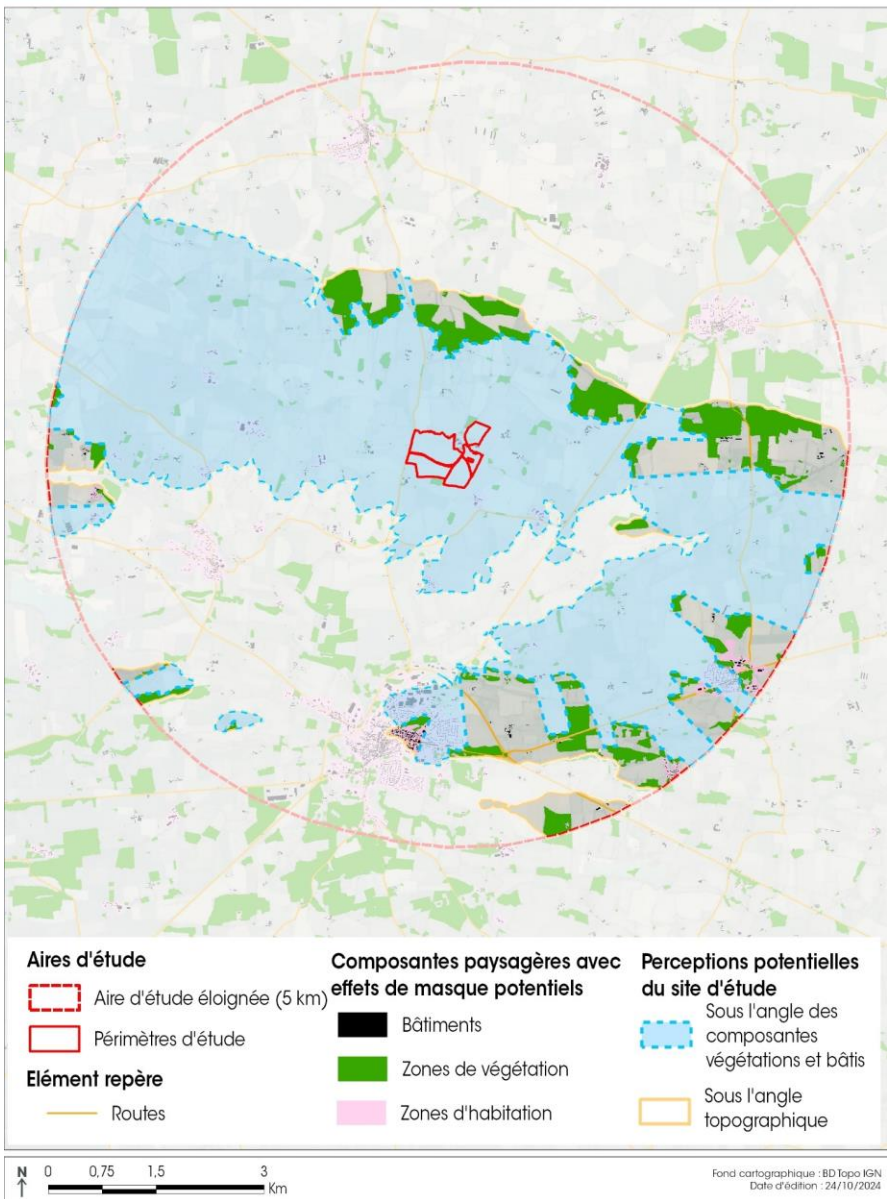 Aires d'étude
Aire d'étude éloignée (5 km)
Périmètres d'étude
Elément repère
Routes
Composantes paysagères avec
effets de masque potentiels
Bâtiments
Zones de végétation
Zones d'habitation
Perceptions potentielles
du site d'étude
Sous l'angle des
composantes
végétations et bâtis
Sous l'angle
topographique
N
0 0,75 1,5 3
Km
Fond cartographique : BD Topo IGN
Date d'édition : 24/10/2024